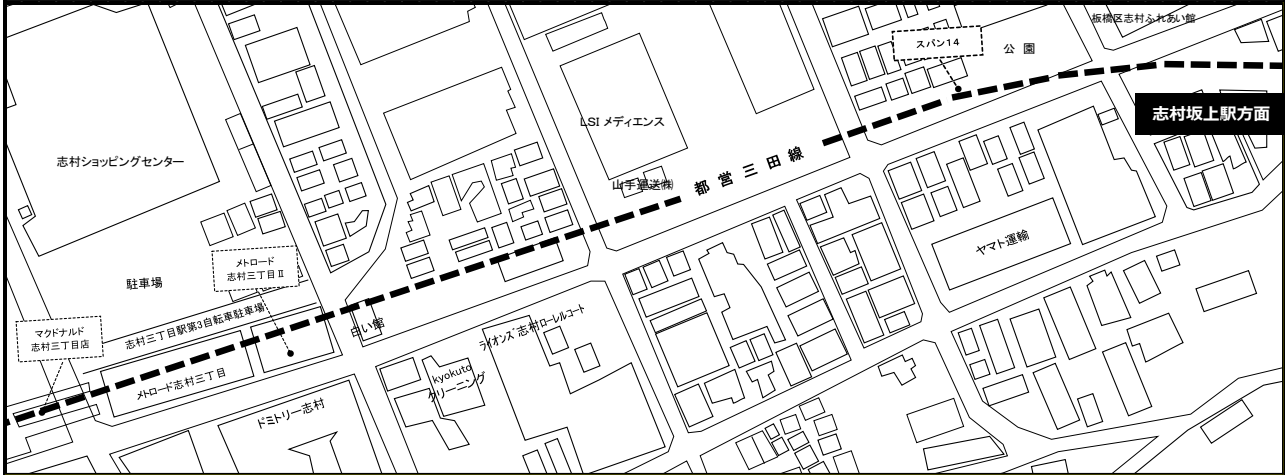 板橋区志村ふれあい館
スパン14
公園
志村坂上駅方面
LSI メディエンス
志村ショッピングセンター
都営三田線
山手運送㈱
ヤマト運輸
メトロード
志村三丁目Ⅱ
駐車場
志村三丁目駅第3自転車駐車場
白い館
マクドナルド
志村三丁目店
ライオンズ志村ローレルコート
メトロード志村三丁目
kyokuto
クリーニング
ドミトリー志村